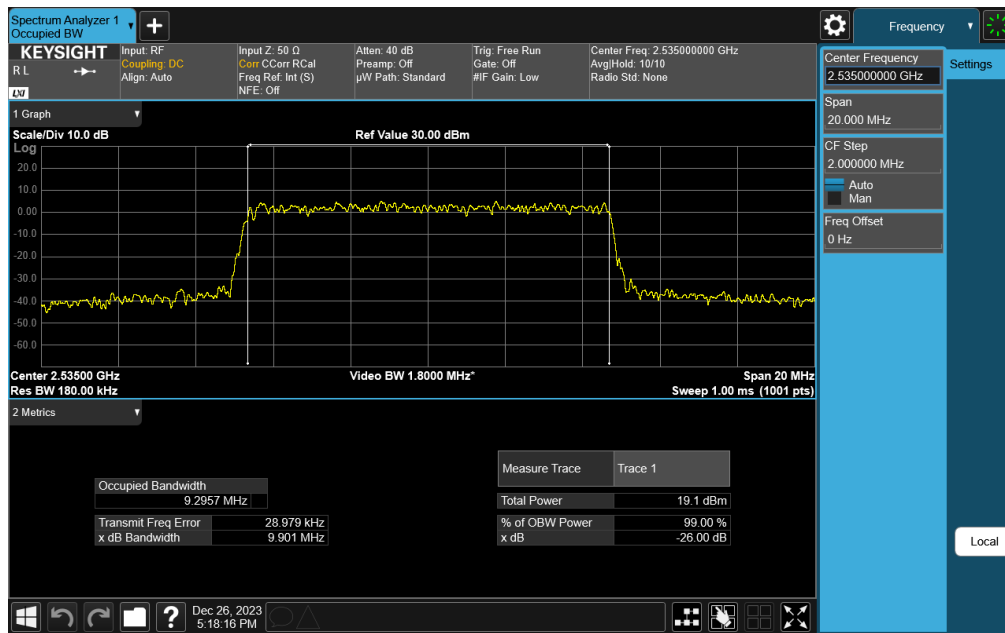 Spectrum Analyzer 1
Occupied BW
Frequency
KEYSIGHT
R L
LXI
Input: RF
Coupling: DC
Align: Auto
Input Z: 50 Ω
Corr CCorr RCal
Freq Ref: Int (S)
NFE: Off
Atten: 40 dB
Preamp: Off
µW Path: Standard
Trig: Free Run
Gate: Off
#IF Gain: Low
Center Freq: 2.535000000 GHz
Avg|Hold: 10/10
Radio Std: None
Center Frequency
2.535000000 GHz
Settings
Span
20.000 MHz
CF Step
2.000000 MHz
Auto
Man
Freq Offset
0 Hz
Local
1 Graph
Scale/Div 10.0 dB
Ref Value 30.00 dBm
Log
20.0
10.0
0.00
-10.0
-20.0
-30.0
-40.0
-50.0
-60.0
Center 2.53500 GHz
Video BW 1.8000 MHz*
Span 20 MHz
Res BW 180.00 kHz
Sweep 1.00 ms (1001 pts)
2 Metrics
Occupied Bandwidth
9.2957 MHz
Transmit Freq Error 28.979 kHz
x dB Bandwidth 9.901 MHz
Measure Trace Trace 1
Total Power 19.1 dBm
% of OBW Power 99.00 %
x dB -26.00 dB
?
Dec 26, 2023
5:18:16 PM